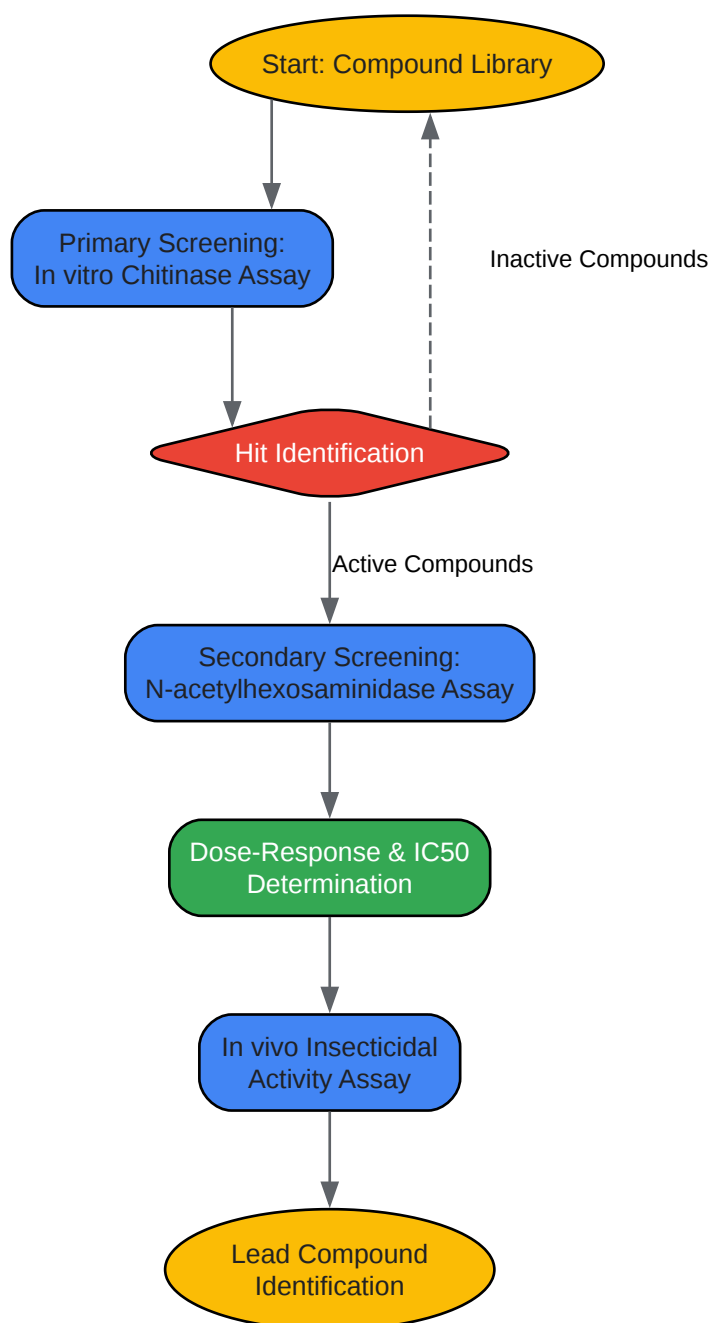 Start: Compound Library
Primary Screening:
In vitro Chitinase Assay
Inactive Compounds
Hit Identification
Active Compounds
Secondary Screening:
N-acetylhexosaminidase Assay
Dose-Response & IC50
Determination
In vivo Insecticidal
Activity Assay
Lead Compound
Identification